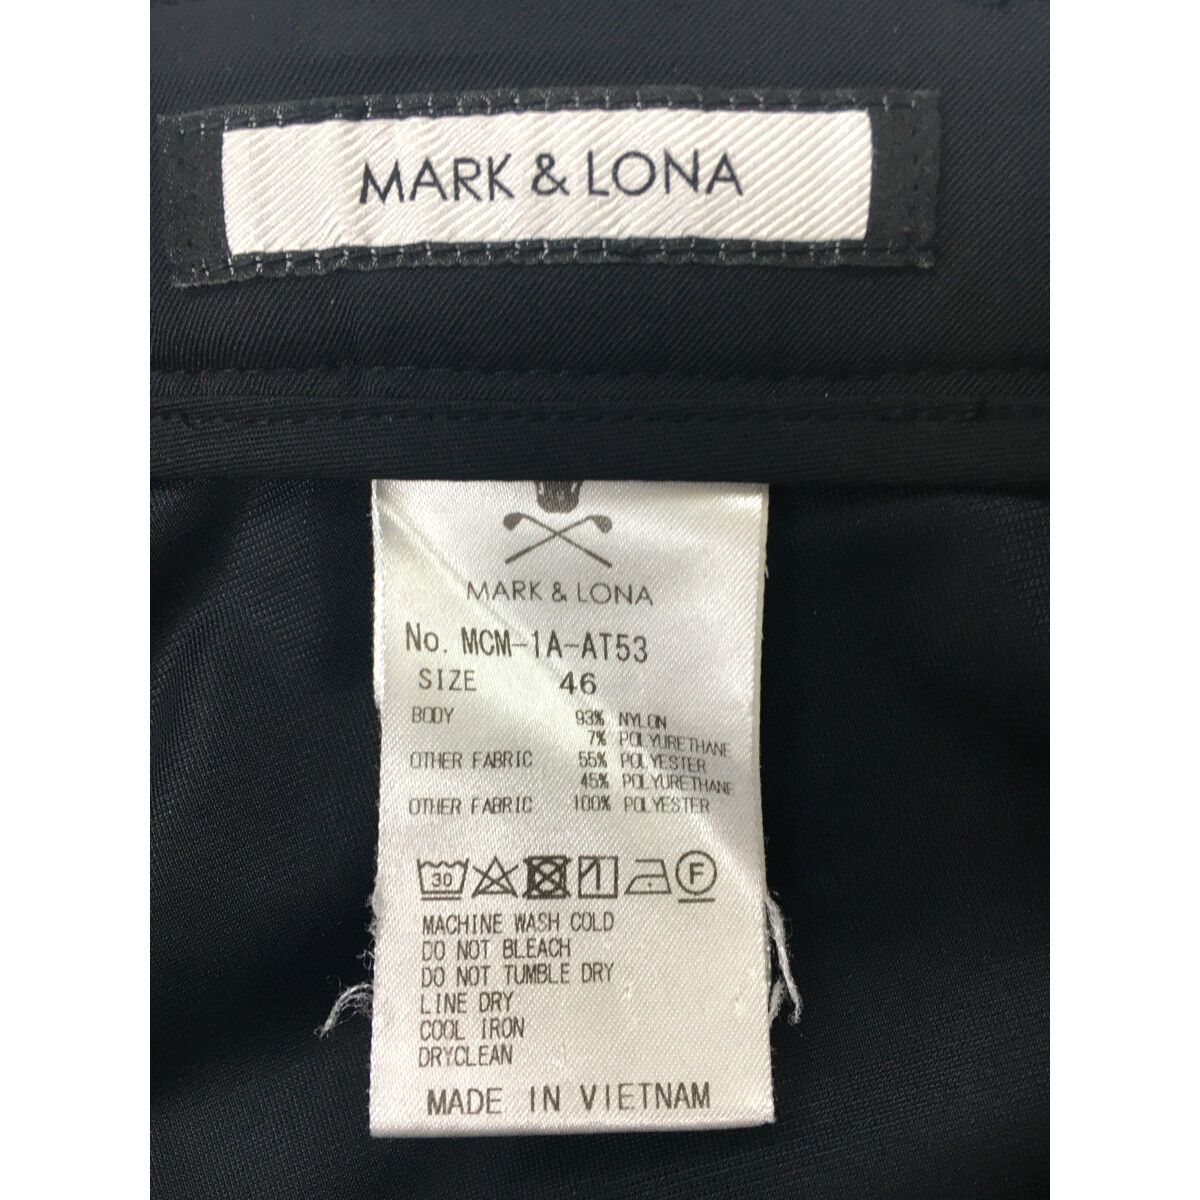 MARK & LONA
MARK & LONA
No. MCM-1A-AT53
SIZE 46
BODY 93% NYLON
7% POLYURETHANE
OTHER FABRIC 55% POLYESTER
45% POLYURETHANE
OTHER FABRIC 100% POLYESTER
30 1 F
MACHINE WASH COLD
DO NOT BLEACH
DO NOT TUMBLE DRY
LINE DRY
COOL IRON
DRYCLEAN
MADE IN VIETNAM